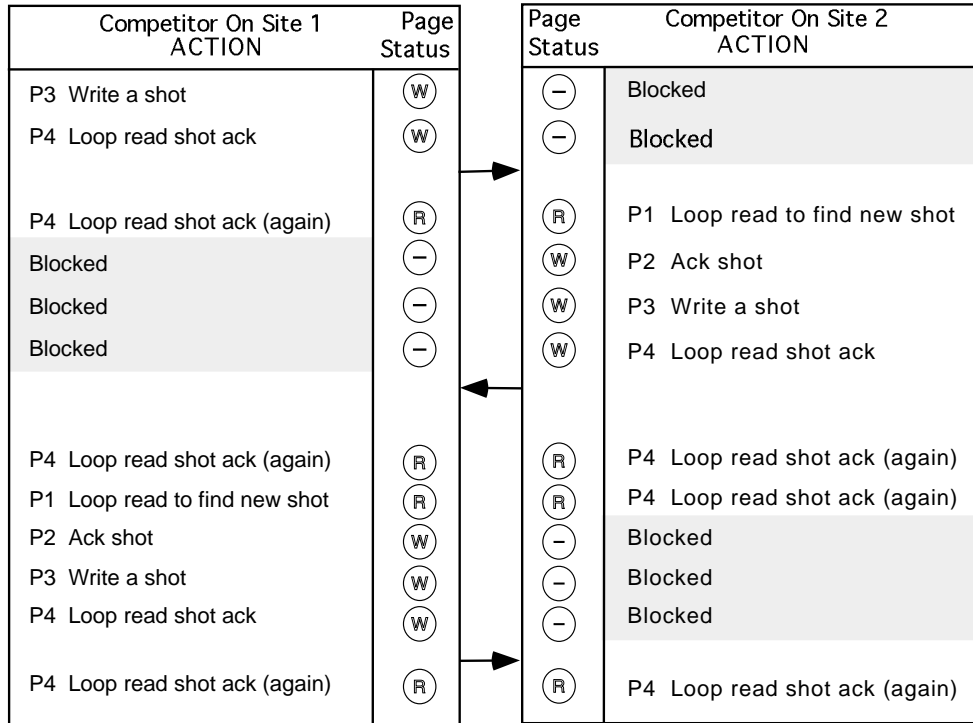 Competitor On Site 1 Page Page Competitor On Site 2
ACTION Status Status ACTION
P3 Write a shot W – Blocked
P4 Loop read shot ack W – Blocked
P4 Loop read shot ack (again) R R P1 Loop read to find new shot
Blocked – W P2 Ack shot
Blocked – W P3 Write a shot
Blocked – W P4 Loop read shot ack
P4 Loop read shot ack (again) R R P4 Loop read shot ack (again)
P1 Loop read to find new shot R R P4 Loop read shot ack (again)
P2 Ack shot W – Blocked
P3 Write a shot W – Blocked
P4 Loop read shot ack W – Blocked
P4 Loop read shot ack (again) R R P4 Loop read shot ack (again)